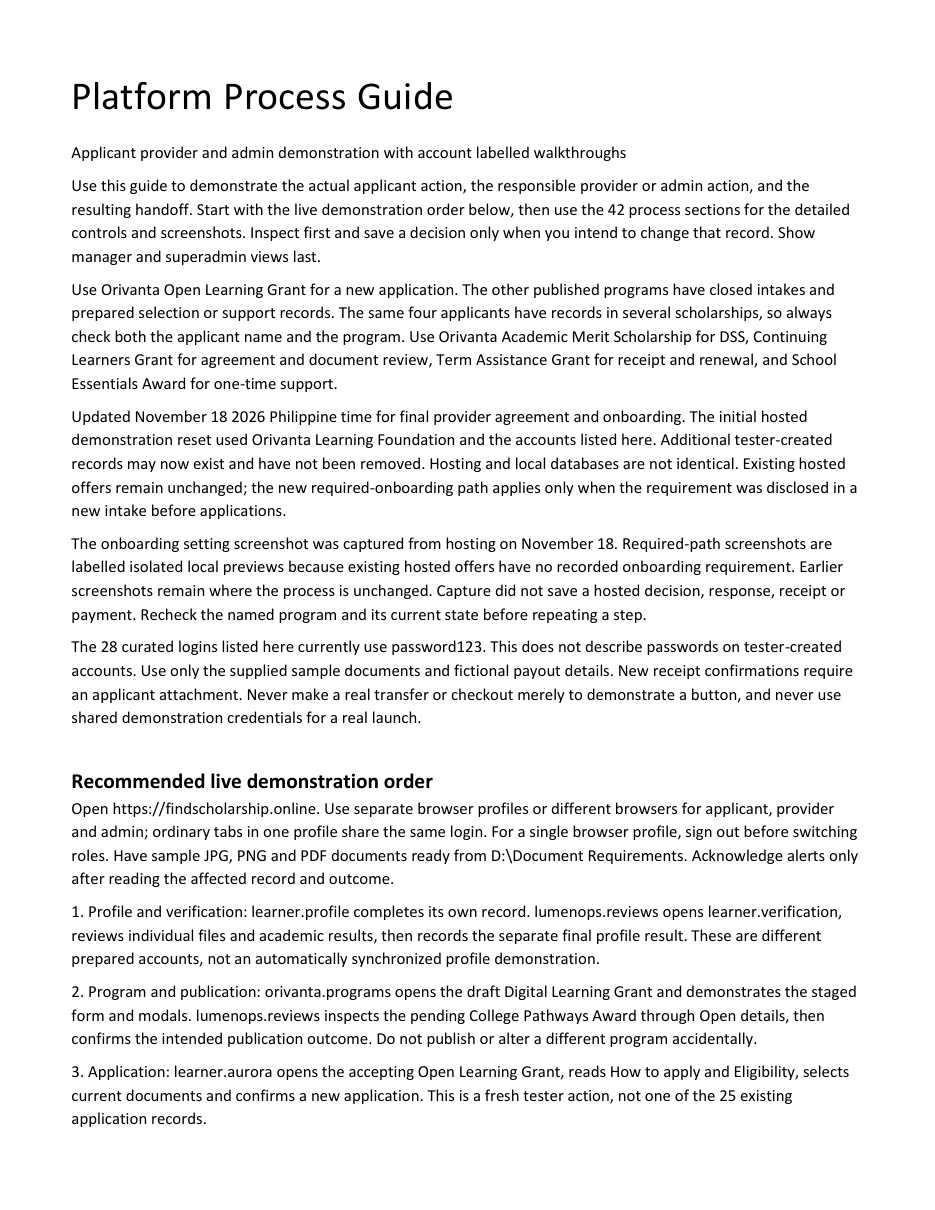 Platform Process Guide
Applicant provider and admin demonstration with account labelled walkthroughs
Use this guide to demonstrate the actual applicant action, the responsible provider or admin action, and the
resulting handoff. Start with the live demonstration order below, then use the 42 process sections for the detailed
controls and screenshots. Inspect first and save a decision only when you intend to change that record. Show
manager and superadmin views last.
Use Orivanta Open Learning Grant for a new application. The other published programs have closed intakes and
prepared selection or support records. The same four applicants have records in several scholarships, so always
check both the applicant name and the program. Use Orivanta Academic Merit Scholarship for DSS, Continuing
Learners Grant for agreement and document review, Term Assistance Grant for receipt and renewal, and School
Essentials Award for one-time support.
Updated November 18 2026 Philippine time for final provider agreement and onboarding. The initial hosted
demonstration reset used Orivanta Learning Foundation and the accounts listed here. Additional tester-created
records may now exist and have not been removed. Hosting and local databases are not identical. Existing hosted
offers remain unchanged; the new required-onboarding path applies only when the requirement was disclosed in a
new intake before applications.
The onboarding setting screenshot was captured from hosting on November 18. Required-path screenshots are
labelled isolated local previews because existing hosted offers have no recorded onboarding requirement. Earlier
screenshots remain where the process is unchanged. Capture did not save a hosted decision, response, receipt or
payment. Recheck the named program and its current state before repeating a step.
The 28 curated logins listed here currently use password123. This does not describe passwords on tester-created
accounts. Use only the supplied sample documents and fictional payout details. New receipt confirmations require
an applicant attachment. Never make a real transfer or checkout merely to demonstrate a button, and never use
shared demonstration credentials for a real launch.
Recommended live demonstration order
Open https://findscholarship.online. Use separate browser profiles or different browsers for applicant, provider
and admin; ordinary tabs in one profile share the same login. For a single browser profile, sign out before switching
roles. Have sample JPG, PNG and PDF documents ready from D:\Document Requirements. Acknowledge alerts only
after reading the affected record and outcome.
1. Profile and verification: learner.profile completes its own record. lumenops.reviews opens learner.verification,
reviews individual files and academic results, then records the separate final profile result. These are different
prepared accounts, not an automatically synchronized profile demonstration.
2. Program and publication: orivanta.programs opens the draft Digital Learning Grant and demonstrates the staged
form and modals. lumenops.reviews inspects the pending College Pathways Award through Open details, then
confirms the intended publication outcome. Do not publish or alter a different program accidentally.
3. Application: learner.aurora opens the accepting Open Learning Grant, reads How to apply and Eligibility, selects
current documents and confirms a new application. This is a fresh tester action, not one of the 25 existing
application records.